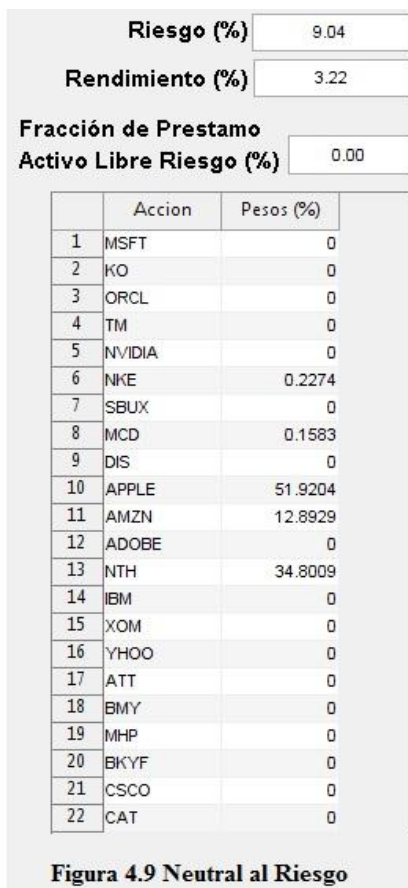 Riesgo (%) 9.04
Rendimiento (%) 3.22
Fracción de Prestamo
Activo Libre Riesgo (%) 0.00
Accion Pesos (%)
1 MSFT 0
2 KO 0
3 ORCL 0
4 TM 0
5 NVIDIA 0
6 NKE 0.2274
7 SBUX 0
8 MCD 0.1583
9 DIS 0
10 APPLE 51.9204
11 AMZN 12.8929
12 ADOBE 0
13 NTH 34.8009
14 IBM 0
15 XOM 0
16 YHOO 0
17 ATT 0
18 BMY 0
19 MHP 0
20 BKYF 0
21 CSCO 0
22 CAT 0
Figura 4.9 Neutral al Riesgo